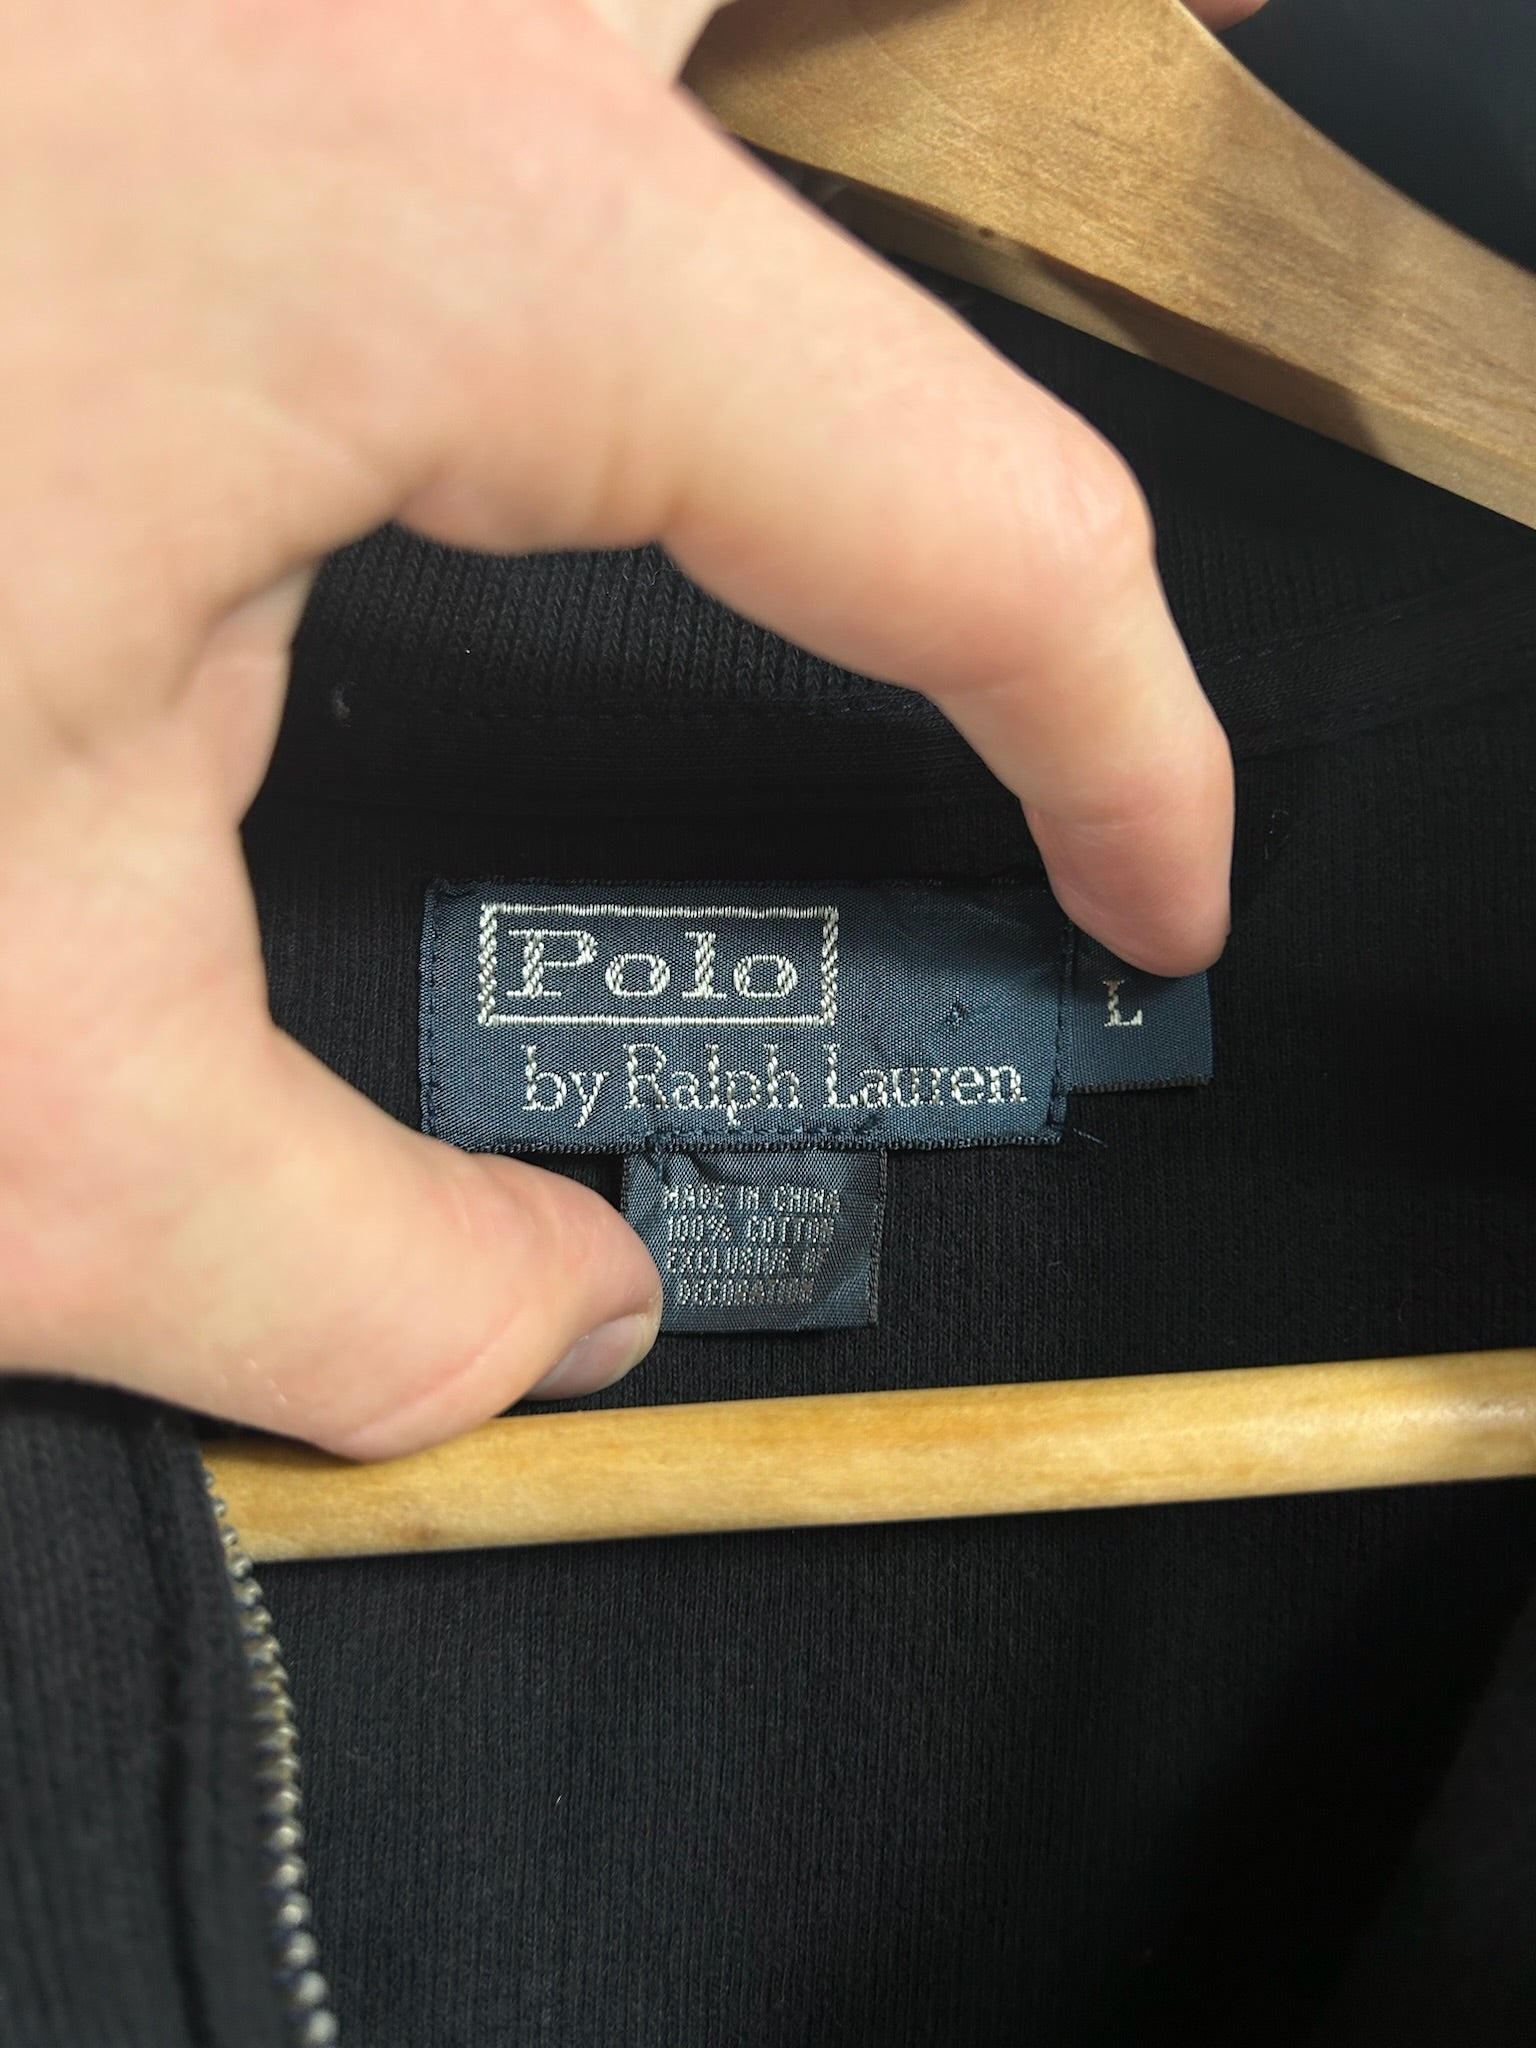 Polo
by Ralph Lauren
L
MADE IN CHINA
100% COTTON
EXCLUSIVE OF
DECORATION